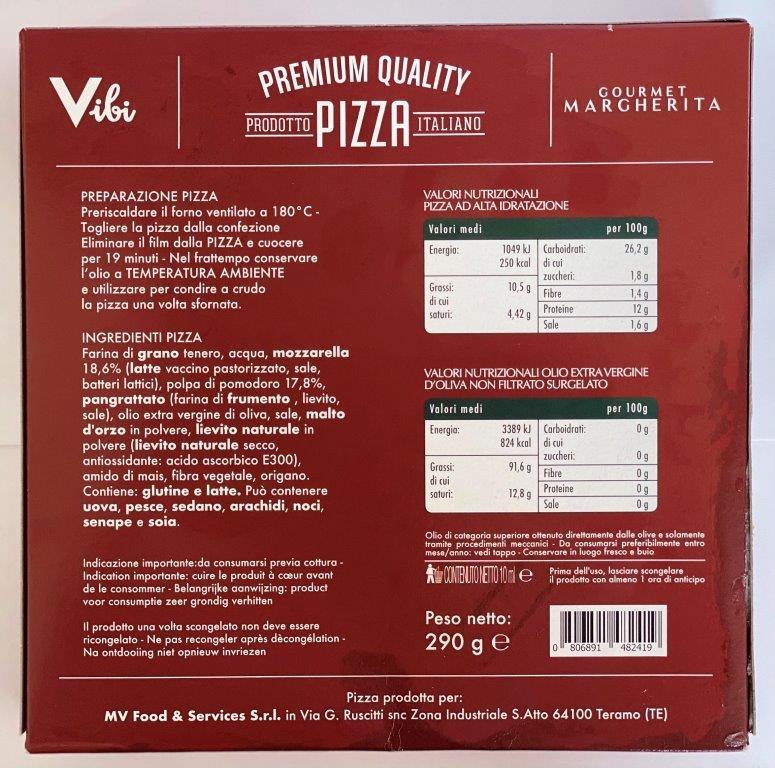 Vibi
PREMIUM QUALITY
PRODOTTO PIZZA ITALIANO
GOURMET
MARGHERITA
PREPARAZIONE PIZZA
Preriscaldare il forno ventilato a 180°C -
Togliere la pizza dalla confezione
Eliminare il film dalla PIZZA e cuocere
per 19 minuti - Nel frattempo conservare
l'olio a TEMPERATURA AMBIENTE
e utilizzare per condire a crudo
la pizza una volta sfornata.
INGREDIENTI PIZZA
Farina di grano tenero, acqua, mozzarella
18,6% (latte vaccino pastorizzato, sale,
batteri lattici), polpa di pomodoro 17,8%,
pangrattato (farina di frumento , lievito,
sale), olio extra vergine di oliva, sale, malto
d'orzo in polvere, lievito naturale in
polvere (lievito naturale secco,
antiossidante: acido ascorbico E300),
amido di mais, fibra vegetale, origano.
Contiene: glutine e latte. Può contenere
uova, pesce, sedano, arachidi, noci,
senape e soia.
Indicazione importante:da consumarsi previa cottura -
Indication importante: cuire le produit à cœur avant
de le consommer - Belangrijke aanwijzing: product
voor consumptie zeer grondig verhitten
Il prodotto una volta scongelato non deve essere
ricongelato - Ne pas recongeler après dècongélation -
Na ontdooiing niet opnieuw invriezen
VALORI NUTRIZIONALI
PIZZA AD ALTA IDRATAZIONE
Valori medi per 100g
Energia: 1049 kJ Carboidrati: 26,2 g
250 kcal di cui
zuccheri: 1,8 g
Grassi: 10,5 g Fibre 1,4 g
di cui Proteine 12 g
saturi: 4,42 g Sale 1,6 g
VALORI NUTRIZIONALI OLIO EXTRA VERGINE
D'OLIVA NON FILTRATO SURGELATO
Valori medi per 100g
Energia: 3389 kJ Carboidrati: 0 g
824 kcal di cui
zuccheri: 0 g
Grassi: 91,6 g Fibre 0 g
di cui Proteine 0 g
saturi: 12,8 g Sale 0 g
Olio di categoria superiore ottenuto direttamente dalle olive e solamente
tramite procedimenti meccanici - Da consumarsi preferibilmente entro
mese/anno: vedi tappo - Conservare in luogo fresco e buio
CONTENUTO NETTO 10 ml e
Prima dell'uso, lasciare scongelare
il prodotto con almeno 1 ora di anticipo
Peso netto:
290 g e
0 806891 482419
Pizza prodotta per:
MV Food & Services S.r.l. in Via G. Ruscitti snc Zona Industriale S.Atto 64100 Teramo (TE)